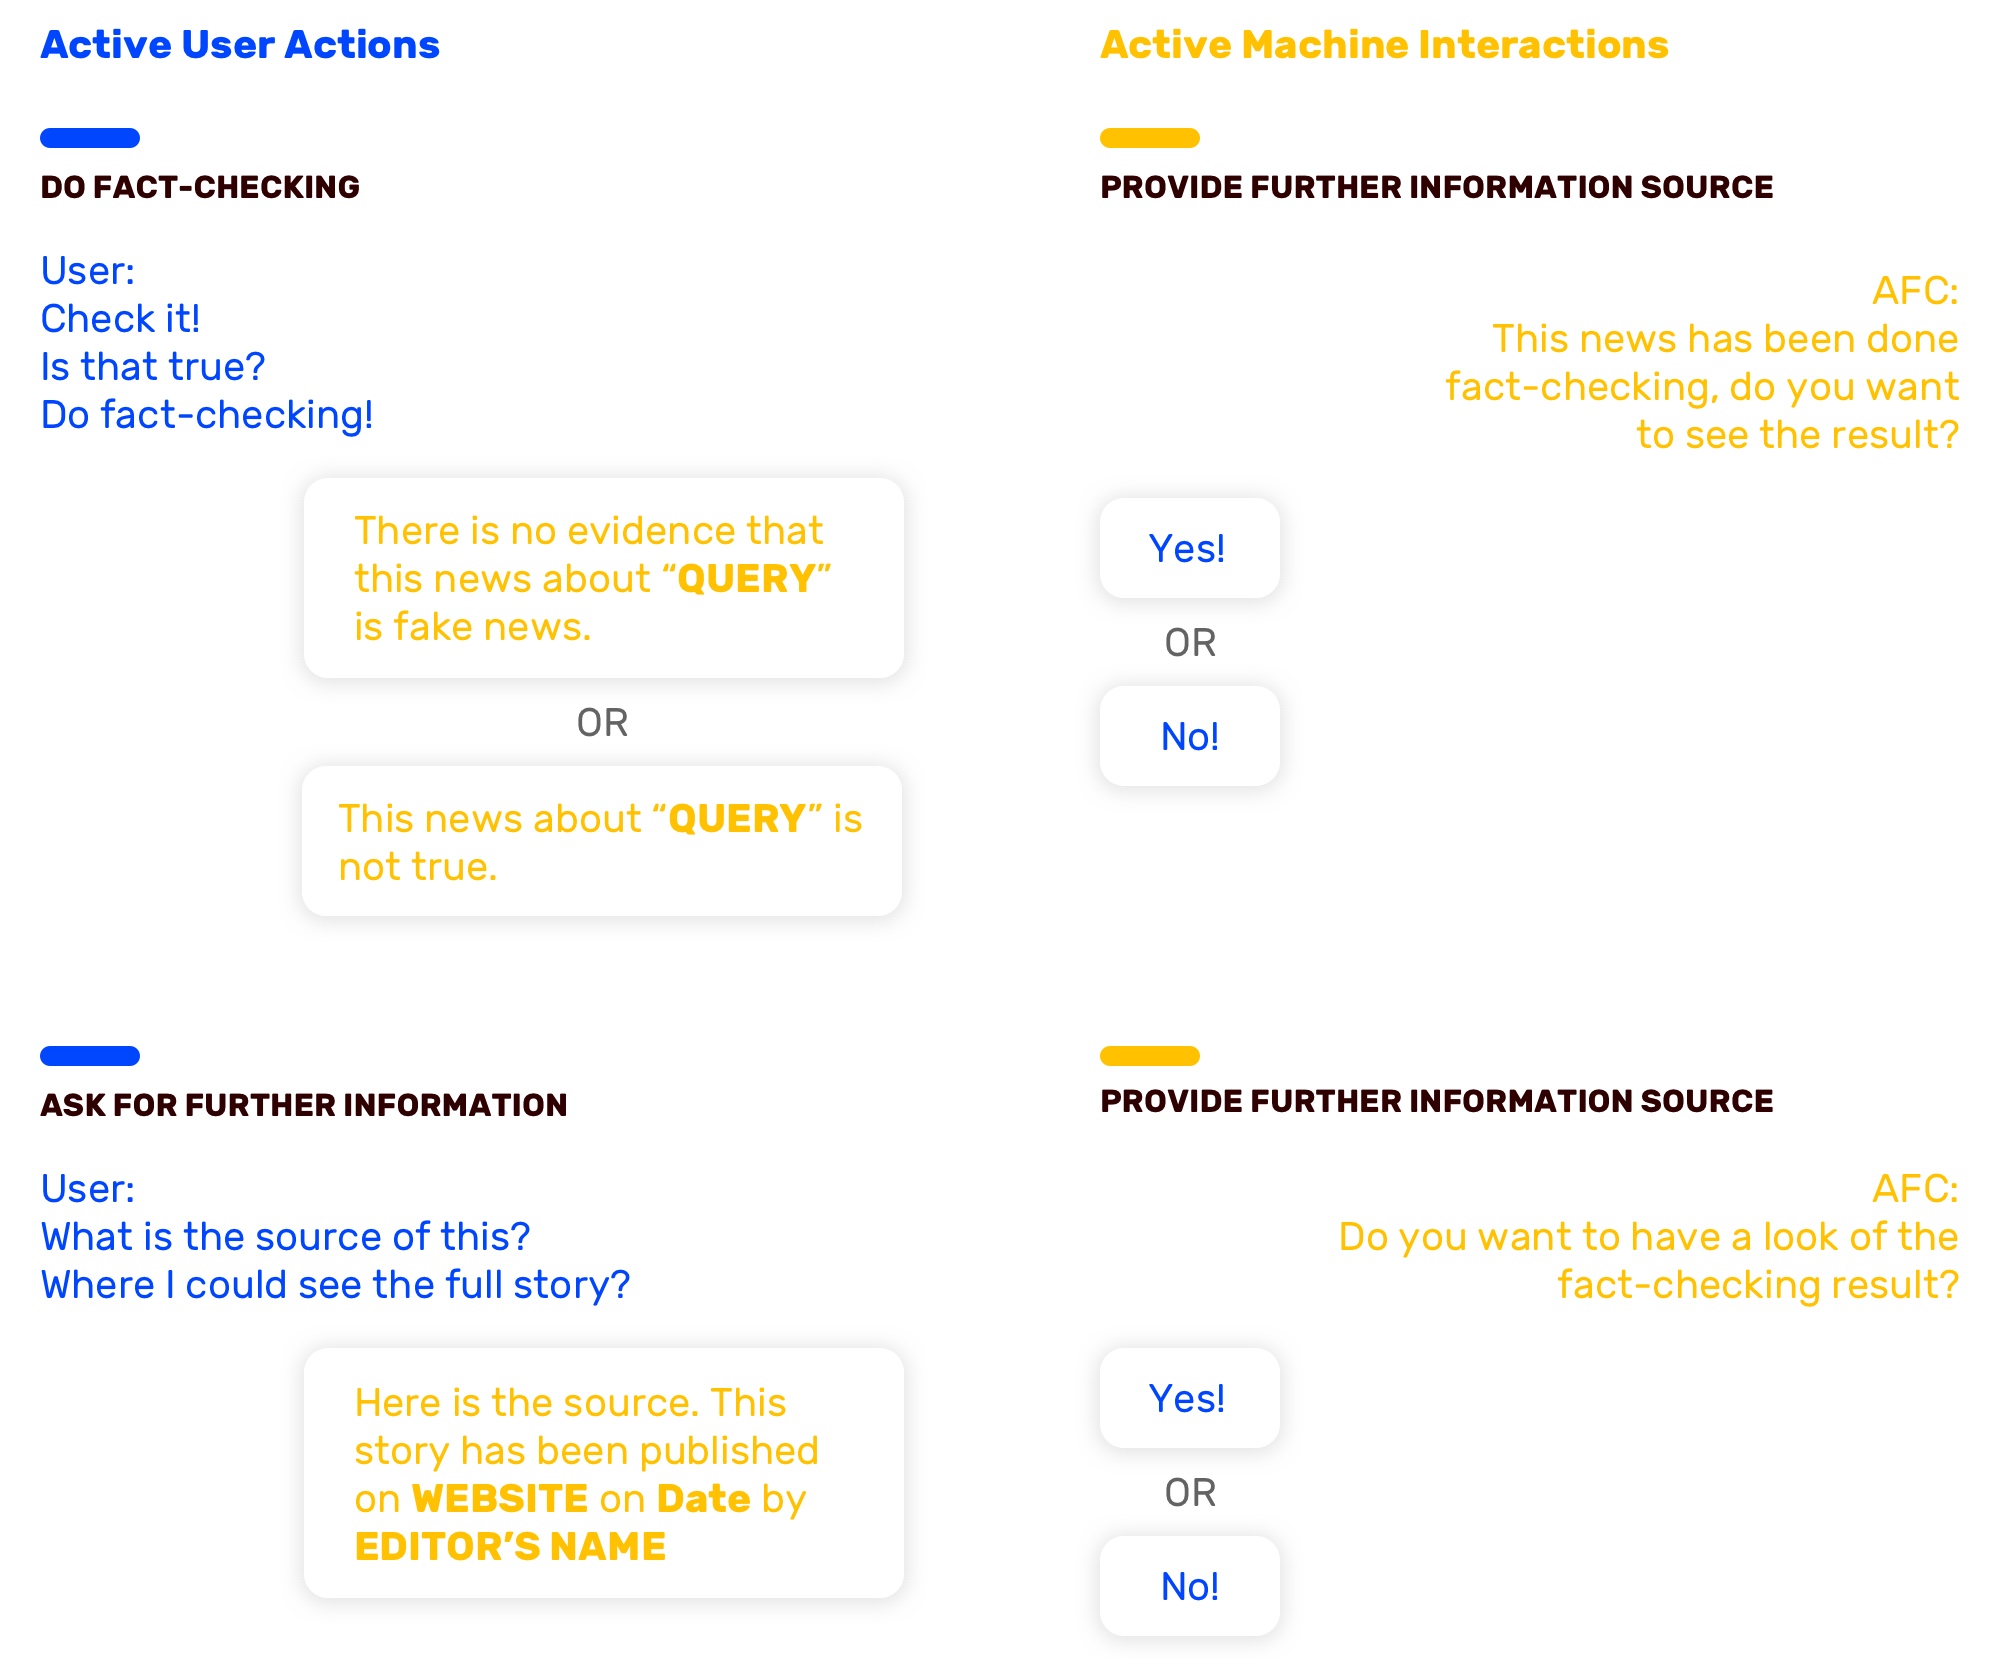 Active User Actions
DO FACT-CHECKING
User:
Check it!
Is that true?
Do fact-checking!
There is no evidence that
this news about “QUERY”
is fake news.
OR
This news about “QUERY” is
not true.
ASK FOR FURTHER INFORMATION
User:
What is the source of this?
Where I could see the full story?
Here is the source. This
story has been published
on WEBSITE on Date by
EDITOR’S NAME
Active Machine Interactions
PROVIDE FURTHER INFORMATION SOURCE
AFC:
This news has been done
fact-checking, do you want
to see the result?
Yes!
OR
No!
PROVIDE FURTHER INFORMATION SOURCE
AFC:
Do you want to have a look of the
fact-checking result?
Yes!
OR
No!